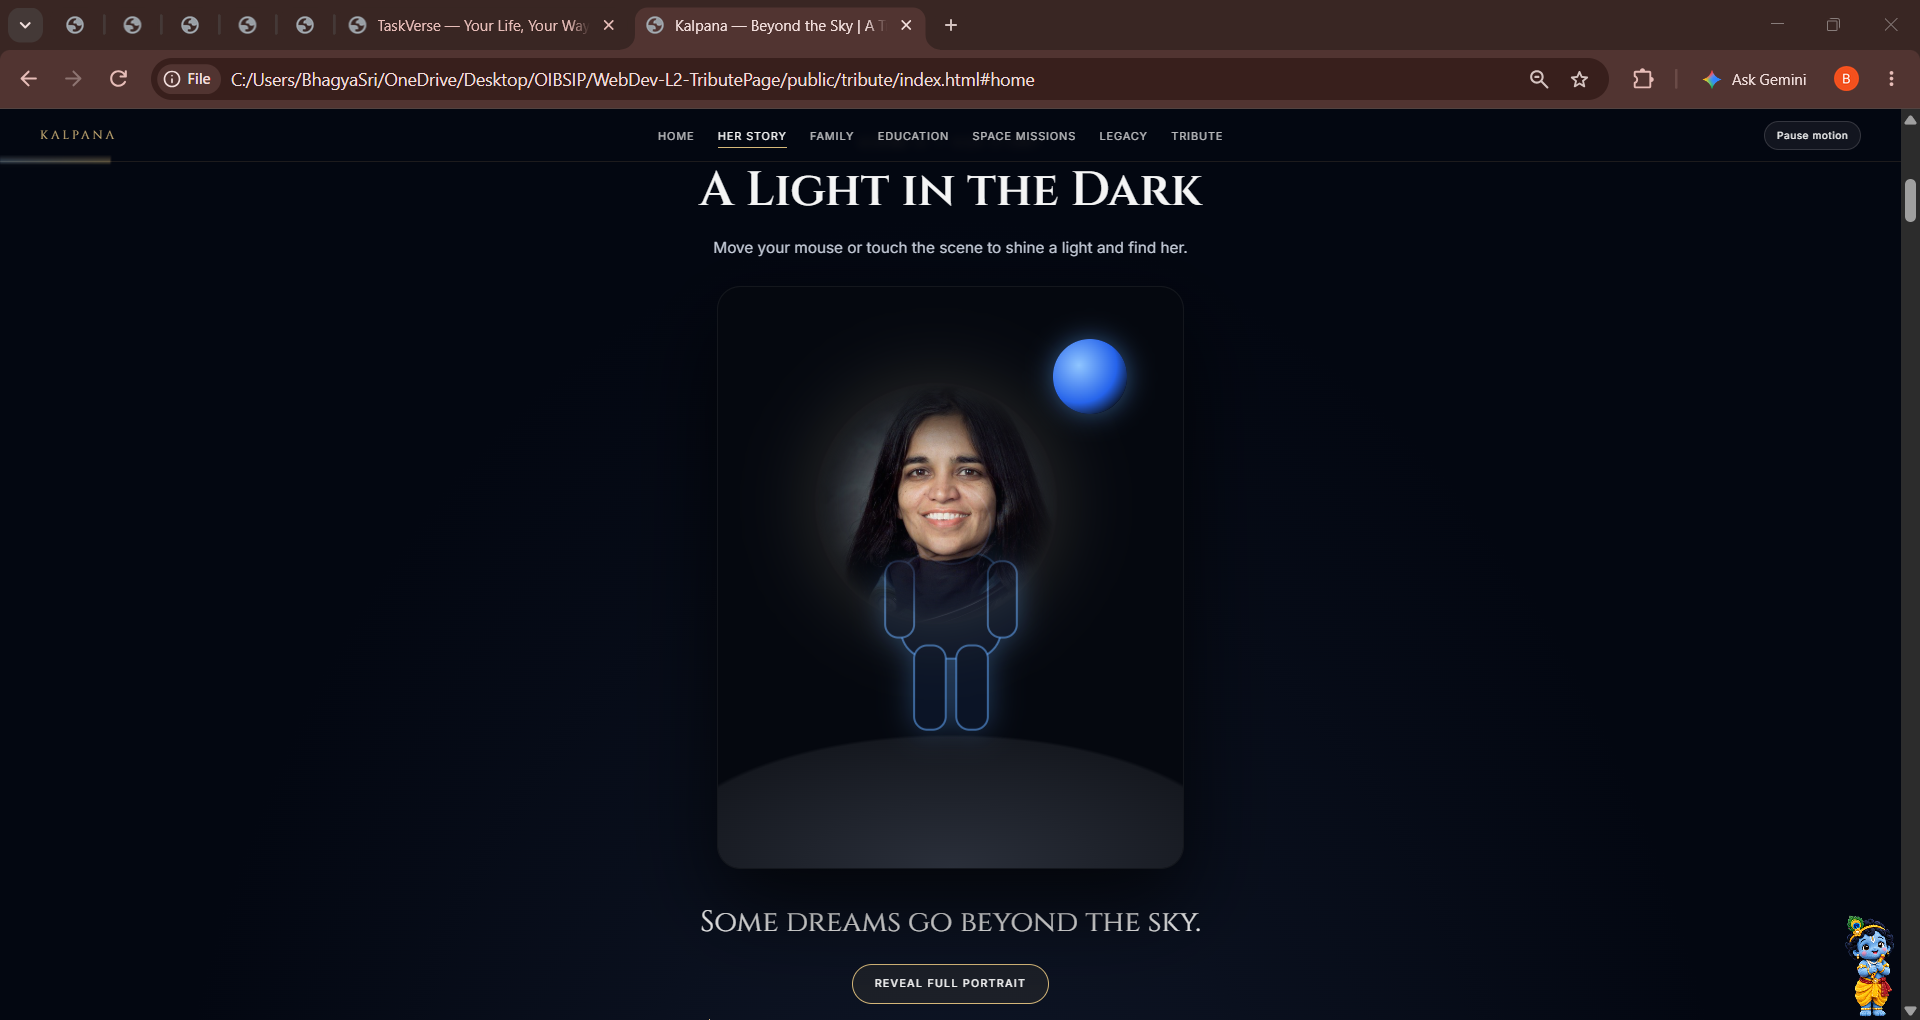 TaskVerse — Your Life, Your Way
Kalpana — Beyond the Sky | A T
File
C:/Users/BhagyaSri/OneDrive/Desktop/OIBSIP/WebDev-L2-TributePage/public/tribute/index.html#home
Ask Gemini
B
KALPANA
HOME
HER STORY
FAMILY
EDUCATION
SPACE MISSIONS
LEGACY
TRIBUTE
Pause motion
A Light in the Dark
Move your mouse or touch the scene to shine a light and find her.
Some dreams go beyond the sky.
REVEAL FULL PORTRAIT